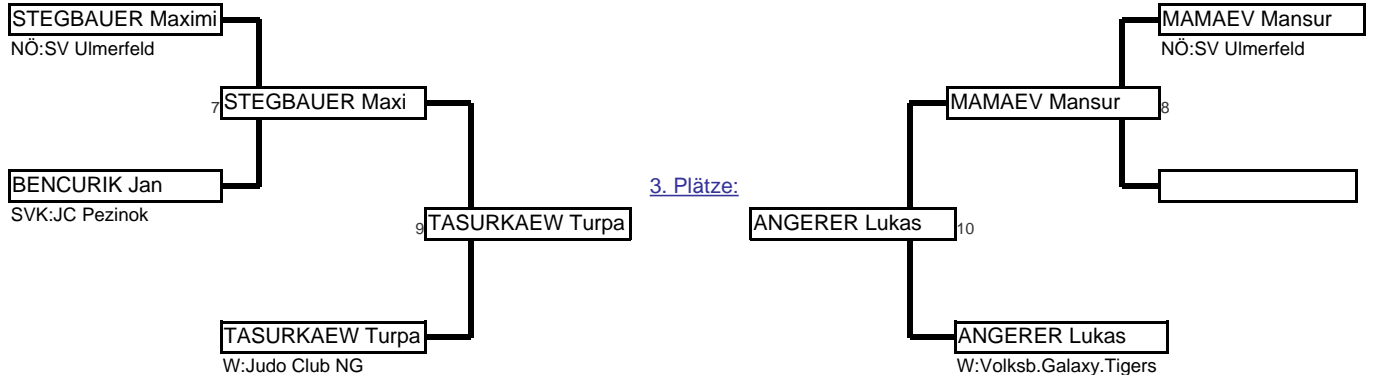 STEGBAUER Maximi
MAMAEV Mansur
NÖ:SV Ulmerfeld
NÖ:SV Ulmerfeld
7 STEGBAUER Maxi
MAMAEV Mansur 8
BENCURIK Jan
3. Plätze:
SVK:JC Pezinok
9 TASURKAEW Turpa
ANGERER Lukas 10
TASURKAEW Turpa
ANGERER Lukas
W:Judo Club NG
W:Volksb.Galaxy.Tigers